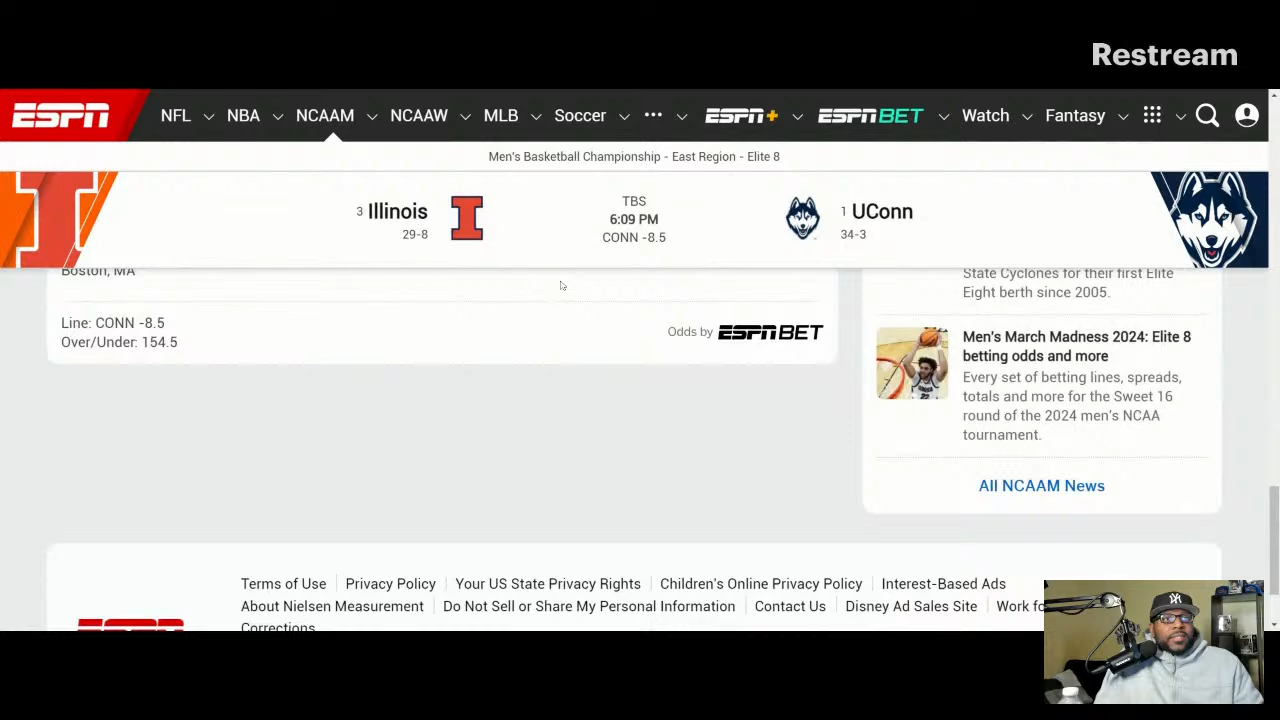 Restream
ESPN
NFL NBA NCAAM NCAAW MLB Soccer ••• ESPN+ ESPN BET Watch Fantasy
Men's Basketball Championship - East Region - Elite 8
3 Illinois
29-8
TBS
6:09 PM
CONN -8.5
1 UConn
34-3
Boston, MA
Line: CONN -8.5
Over/Under: 154.5
Odds by ESPN BET
State Cyclones for their first Elite
Eight berth since 2005.
Men's March Madness 2024: Elite 8
betting odds and more
Every set of betting lines, spreads,
totals and more for the Sweet 16
round of the 2024 men's NCAA
tournament.
All NCAAM News
Terms of Use Privacy Policy Your US State Privacy Rights Children's Online Privacy Policy Interest-Based Ads
About Nielsen Measurement Do Not Sell or Share My Personal Information Contact Us Disney Ad Sales Site Work
Corrections